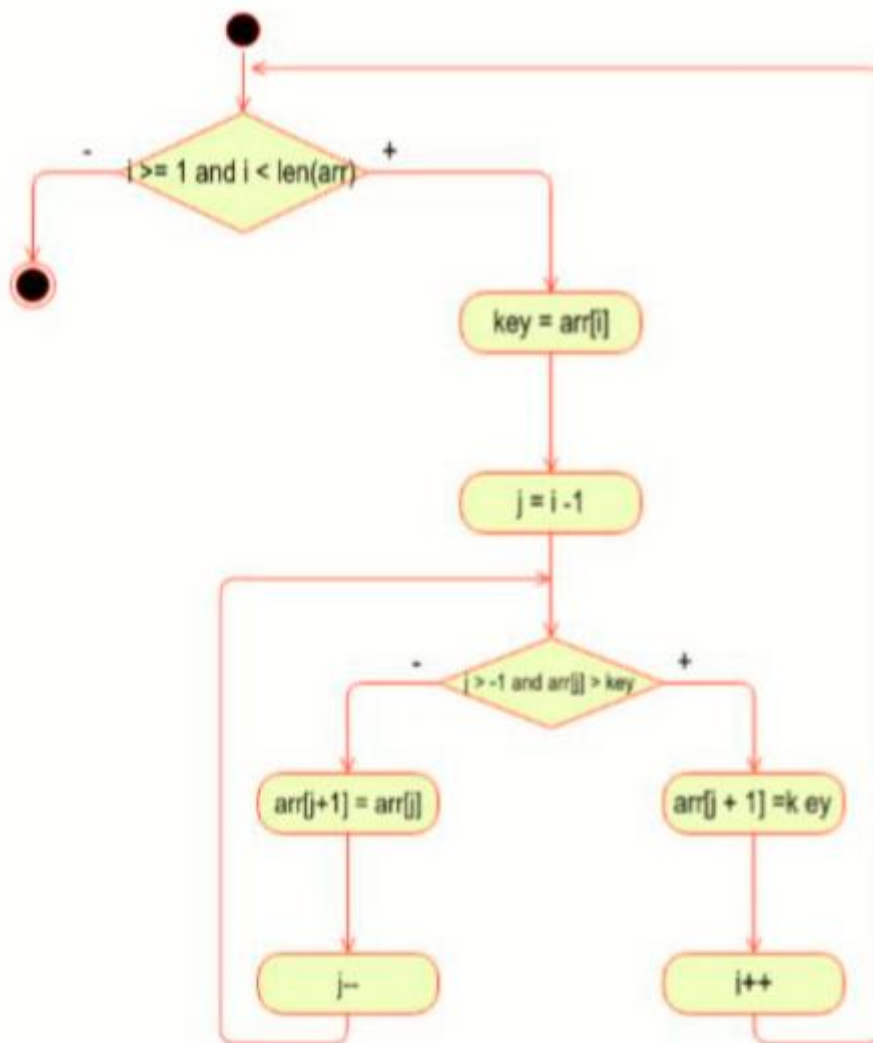 -
+
i >= 1 and i < len(arr)
key = arr[i]
j = i -1
-
+
j > -1 and arr[j] > key
arr[j+1] = arr[j]
arr[j + 1] =k ey
j--
i++